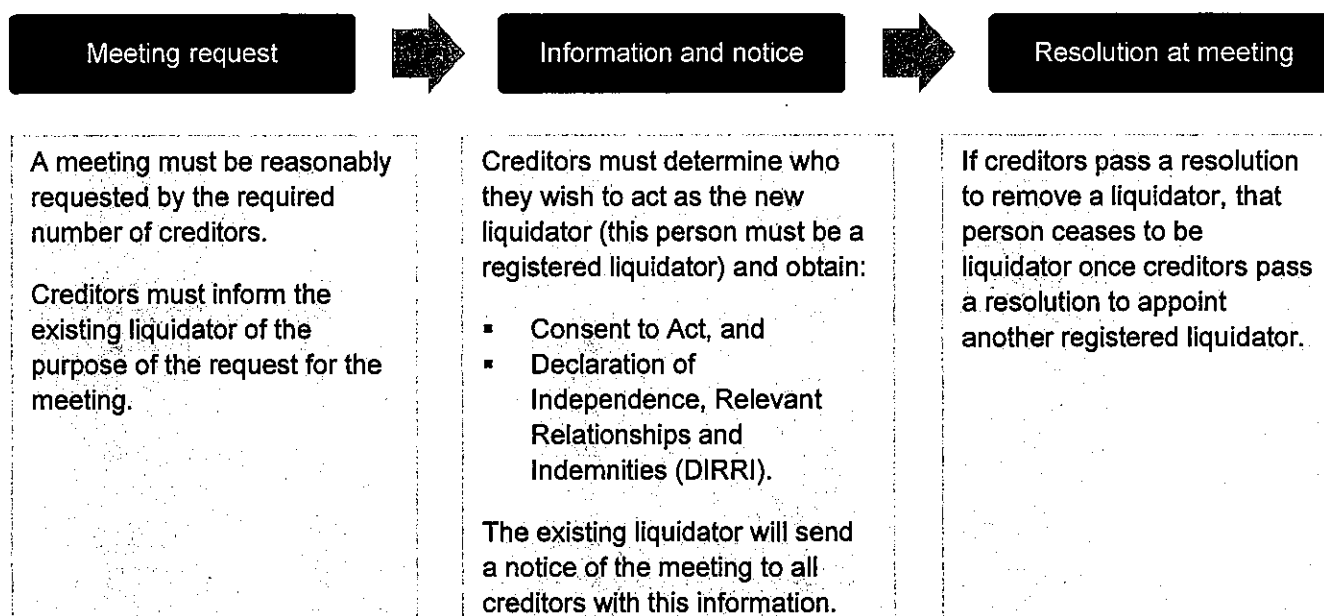 Meeting request
Information and notice
Resolution at meeting
A meeting must be reasonably
requested by the required
number of creditors.
Creditors must inform the
existing liquidator of the
purpose of the request for the
meeting.
Creditors must determine who
they wish to act as the new
liquidator (this person must be a
registered liquidator) and obtain:
▪ Consent to Act, and
▪ Declaration of
Independence, Relevant
Relationships and
Indemnities (DIRRI).
The existing liquidator will send
a notice of the meeting to all
creditors with this information.
If creditors pass a resolution
to remove a liquidator, that
person ceases to be
liquidator once creditors pass
a resolution to appoint
another registered liquidator.